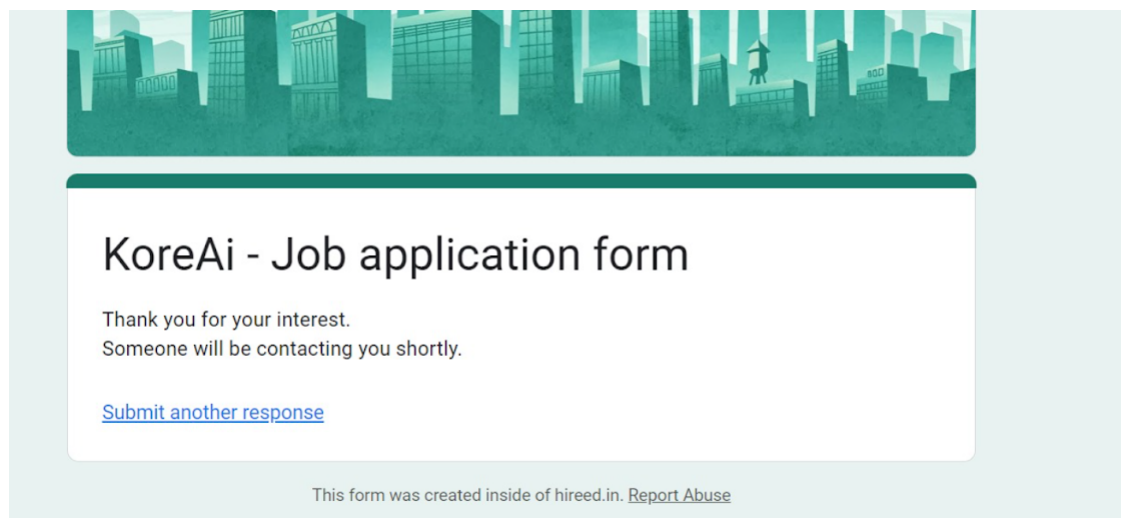 KoreAi - Job application form
Thank you for your interest.
Someone will be contacting you shortly.
Submit another response
This form was created inside of hireed.in. Report Abuse